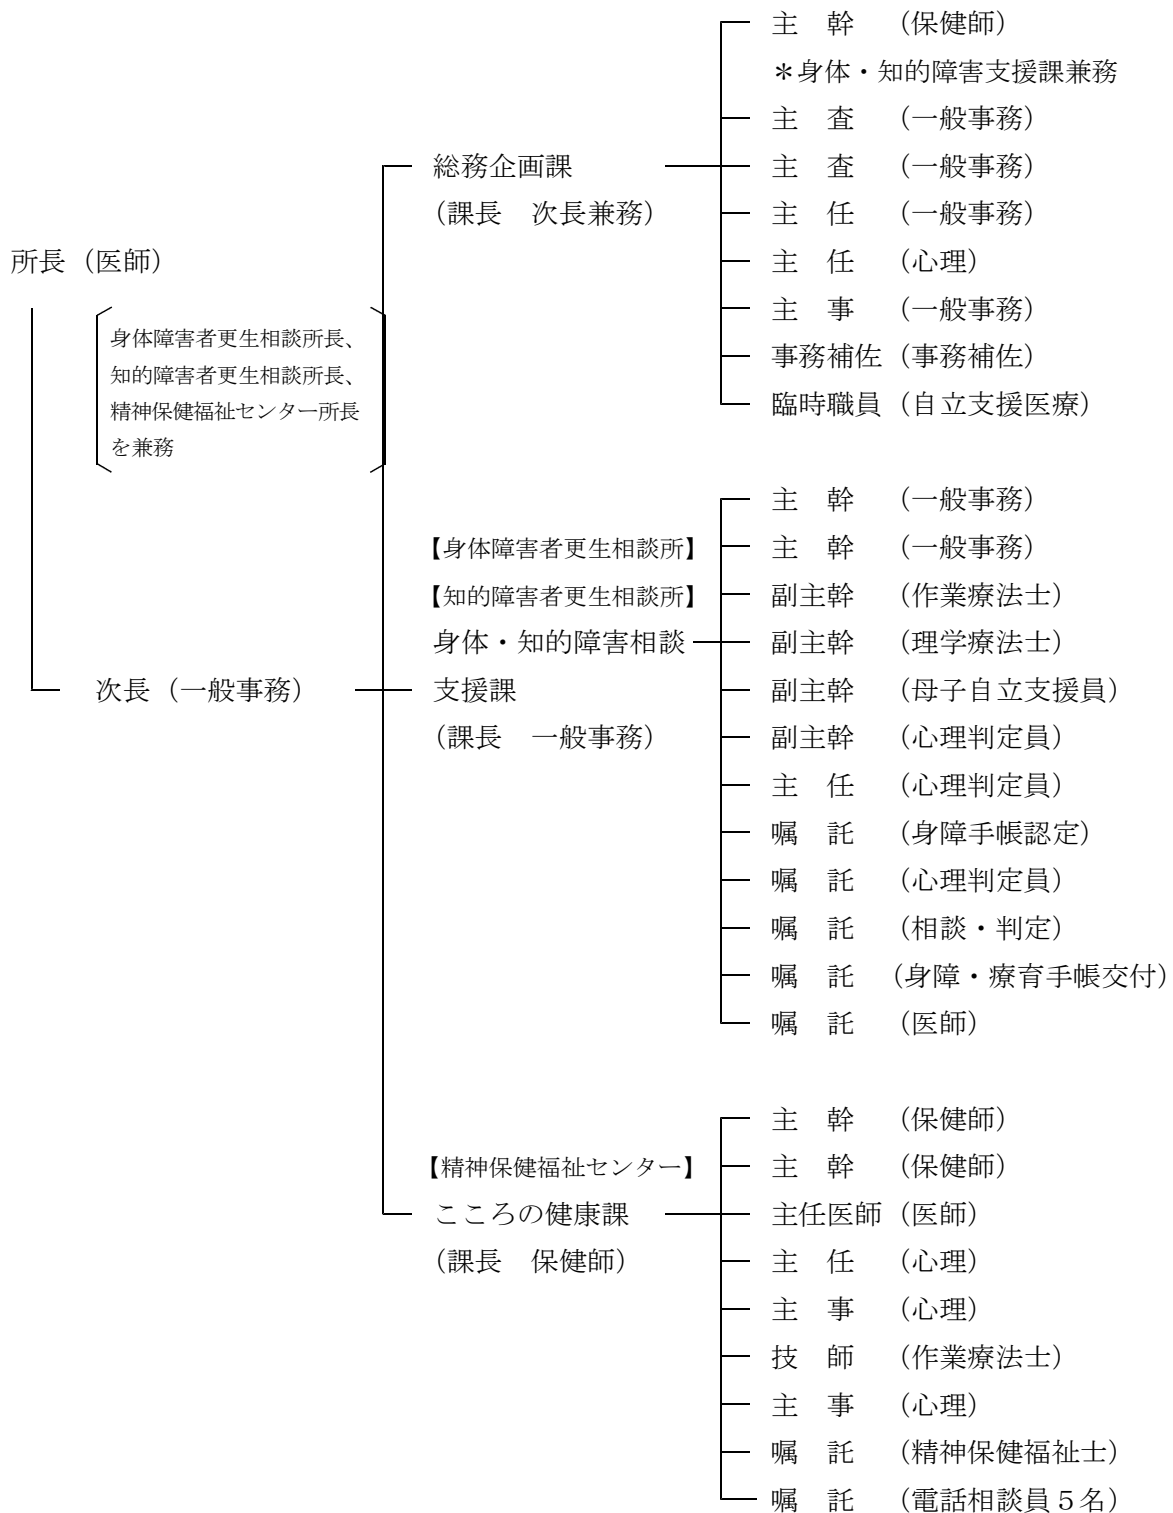 所長（医師）
身体障害者更生相談所長、
知的障害者更生相談所長、
精神保健福祉センター所長
を兼務
次長（一般事務）
総務企画課
（課長　次長兼務）
主　幹　（保健師）
＊身体・知的障害支援課兼務
主　査　（一般事務）
主　査　（一般事務）
主　任　（一般事務）
主　任　（心理）
主　事　（一般事務）
事務補佐（事務補佐）
臨時職員（自立支援医療）
【身体障害者更生相談所】
【知的障害者更生相談所】
身体・知的障害相談
支援課
（課長　一般事務）
主　幹　（一般事務）
主　幹　（一般事務）
副主幹　（作業療法士）
副主幹　（理学療法士）
副主幹　（母子自立支援員）
副主幹　（心理判定員）
主　任　（心理判定員）
嘱　託　（身障手帳認定）
嘱　託　（心理判定員）
嘱　託　（相談・判定）
嘱　託　（身障・療育手帳交付）
嘱　託　（医師）
【精神保健福祉センター】
こころの健康課
（課長　保健師）
主　幹　（保健師）
主　幹　（保健師）
主任医師（医師）
主　任　（心理）
主　事　（心理）
技　師　（作業療法士）
主　事　（心理）
嘱　託　（精神保健福祉士）
嘱　託　（電話相談員５名）